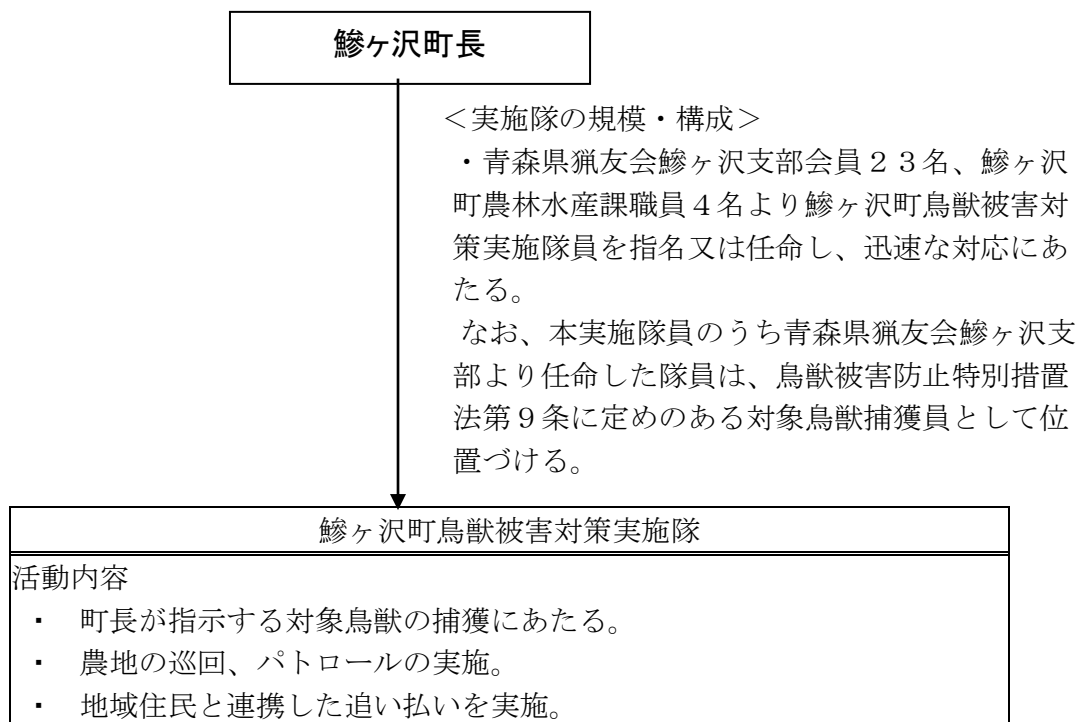 鰺ヶ沢町長
＜実施隊の規模・構成＞
・青森県猟友会鰺ヶ沢支部会員２３名、鰺ヶ沢
町農林水産課職員４名より鰺ヶ沢町鳥獣被害対
策実施隊員を指名又は任命し、迅速な対応にあ
たる。
なお、本実施隊員のうち青森県猟友会鰺ヶ沢支
部より任命した隊員は、鳥獣被害防止特別措置
法第９条に定めのある対象鳥獣捕獲員として位
置づける。
鰺ヶ沢町鳥獣被害対策実施隊
活動内容
・ 町長が指示する対象鳥獣の捕獲にあたる。
・ 農地の巡回、パトロールの実施。
・ 地域住民と連携した追い払いを実施。